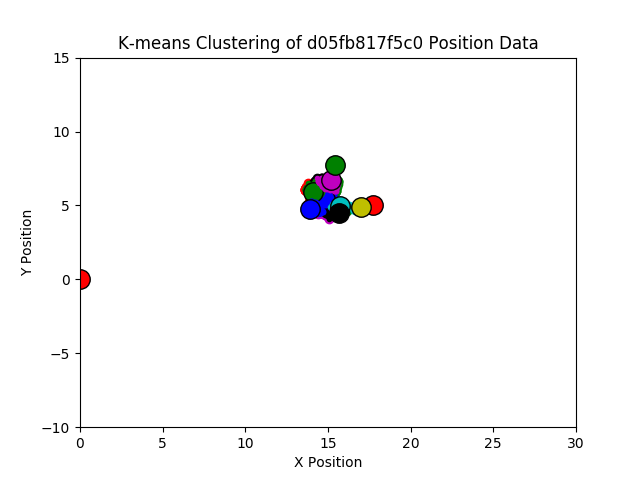 K-means Clustering of d05fb817f5c0 Position Data
15
10
5
0
−5
−10
Y Position
0 5 10 15 20 25 30
X Position